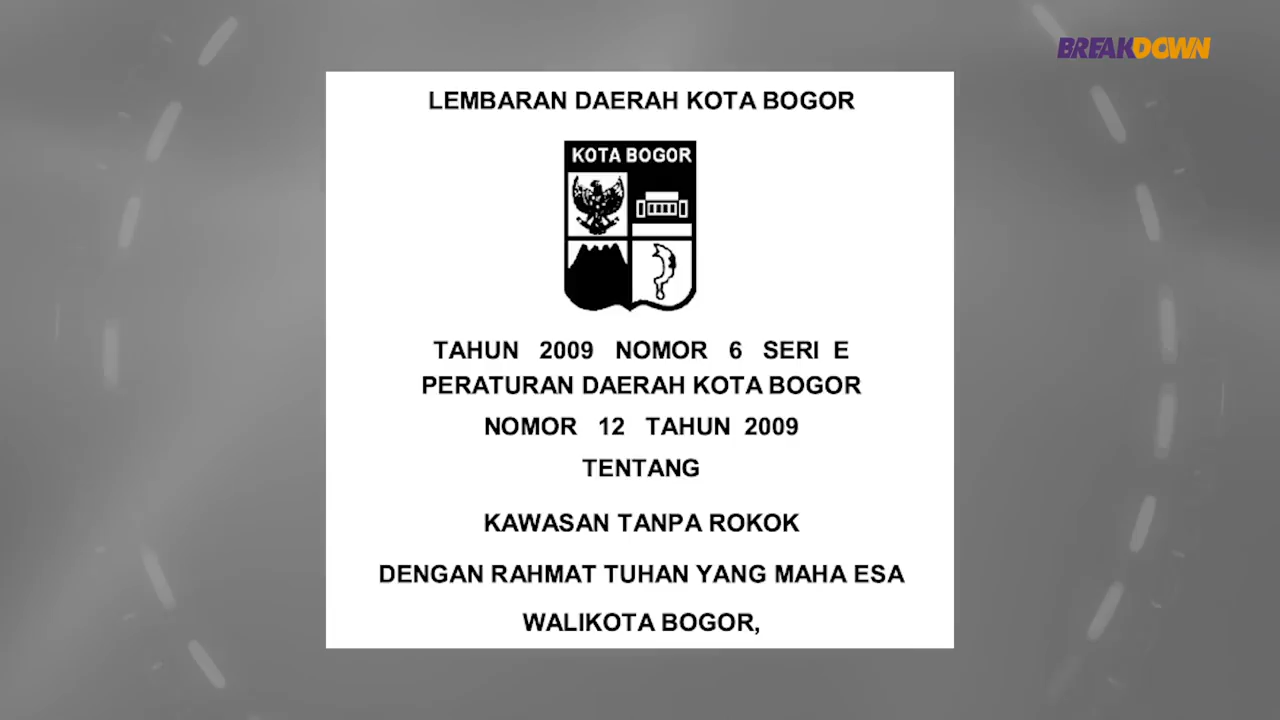 BREAKDOWN
LEMBARAN DAERAH KOTA BOGOR
KOTA BOGOR
TAHUN 2009 NOMOR 6 SERI E
PERATURAN DAERAH KOTA BOGOR
NOMOR 12 TAHUN 2009
TENTANG
KAWASAN TANPA ROKOK
DENGAN RAHMAT TUHAN YANG MAHA ESA
WALIKOTA BOGOR,